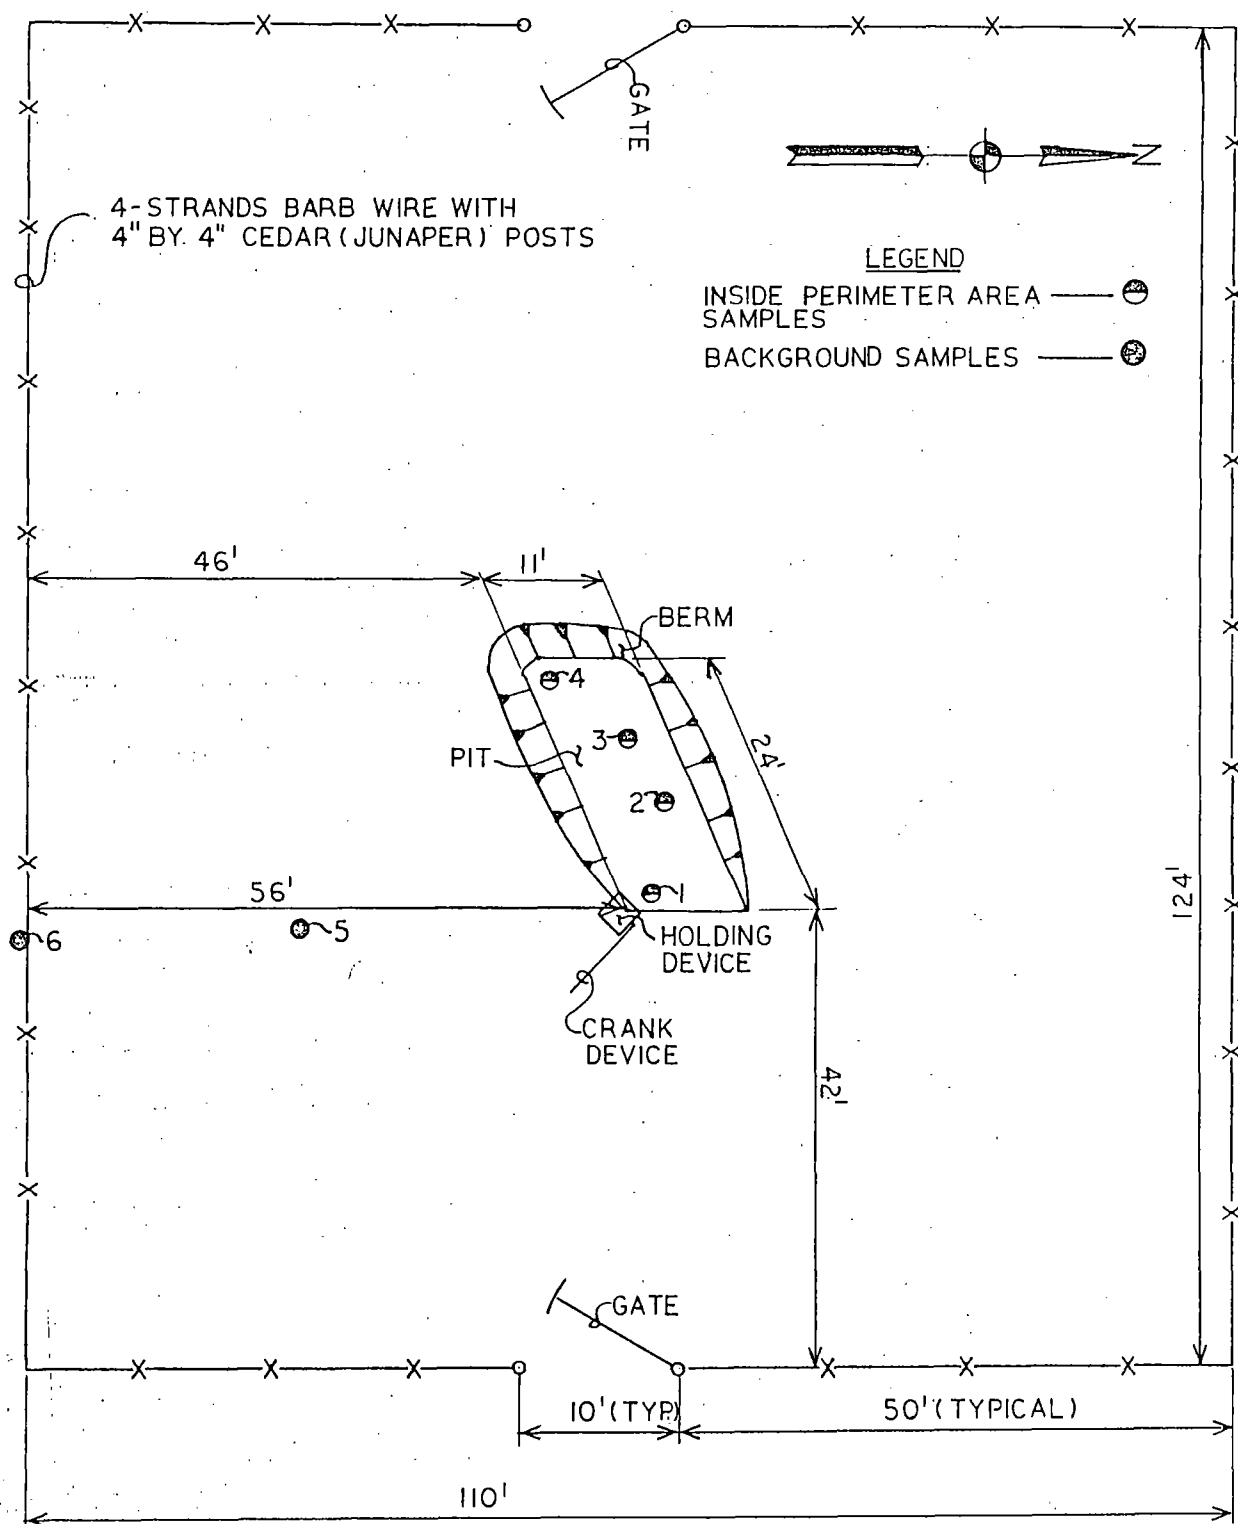 GATE
N
4-STRANDS BARB WIRE WITH
4" BY. 4" CEDAR (JUNAPER) POSTS
LEGEND
INSIDE PERIMETER AREA
SAMPLES
BACKGROUND SAMPLES
46'
11'
BERM
4
3
24'
PIT
2
1
56'
124'
5
6
HOLDING
DEVICE
CRANK
DEVICE
42'
GATE
10' (TYP.)
50' (TYPICAL)
110'